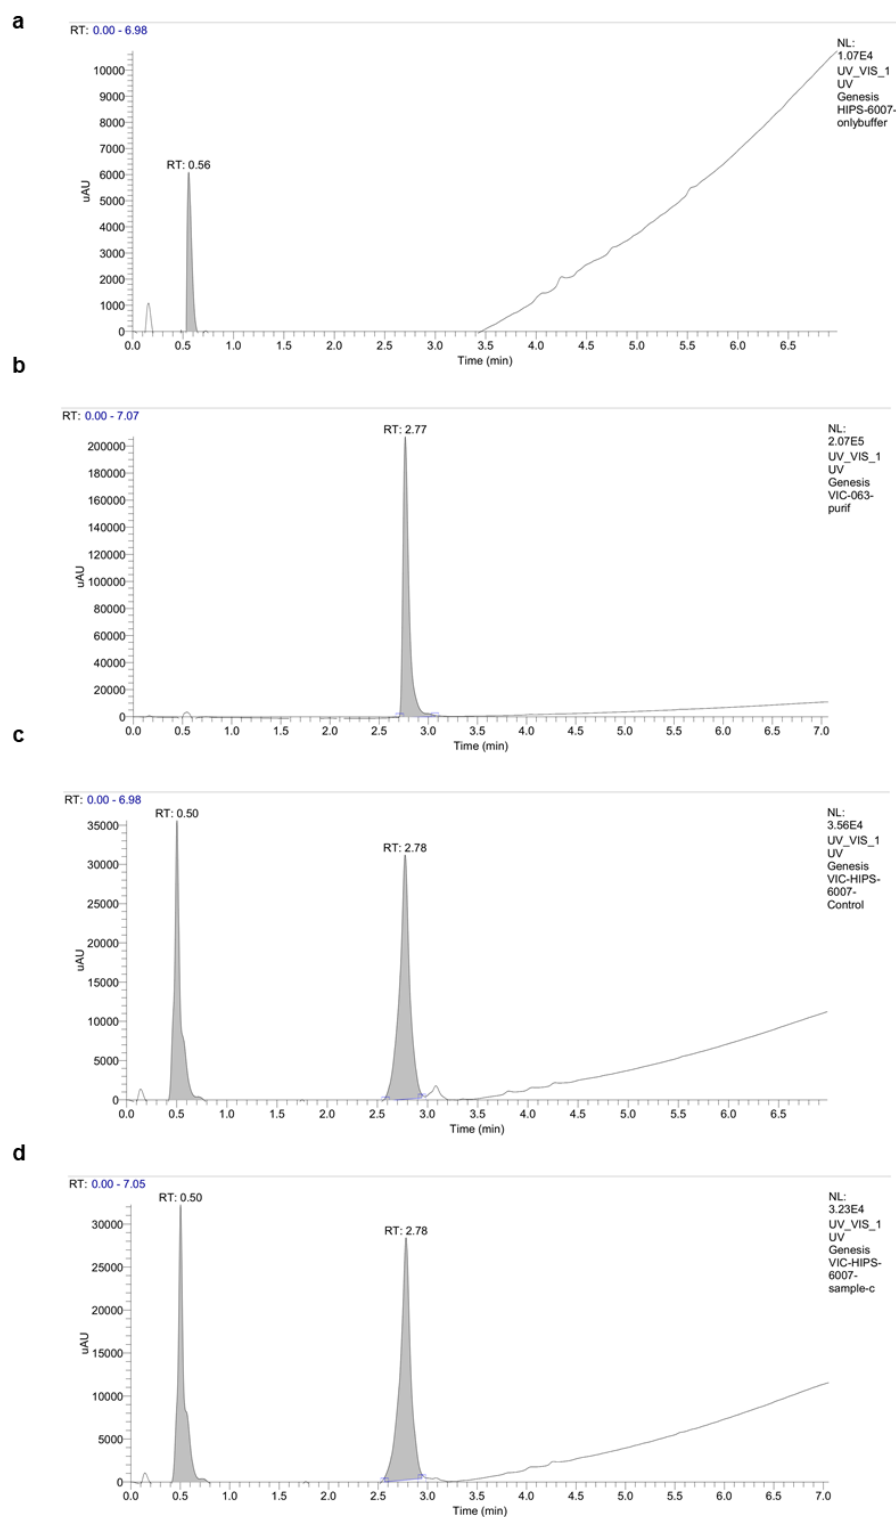 a
RT: 0.00 - 6.98
NL:
1.07E4
UV_VIS_1
UV
Genesis
HIPS-6007-
onlybuffer
RT: 0.56
10000
9000
8000
7000
6000
5000
4000
3000
2000
1000
0
uAU
0.0 0.5 1.0 1.5 2.0 2.5 3.0 3.5 4.0 4.5 5.0 5.5 6.0 6.5
Time (min)
b
RT: 0.00 - 7.07
NL:
2.07E5
UV_VIS_1
UV
Genesis
VIC-063-
purif
RT: 2.77
200000
180000
160000
140000
120000
100000
80000
60000
40000
20000
0
uAU
0.0 0.5 1.0 1.5 2.0 2.5 3.0 3.5 4.0 4.5 5.0 5.5 6.0 6.5 7.0
Time (min)
c
RT: 0.00 - 6.98
NL:
3.56E4
UV_VIS_1
UV
Genesis
VIC-HIPS-
6007-
Control
RT: 0.50
RT: 2.78
35000
30000
25000
20000
15000
10000
5000
0
uAU
0.0 0.5 1.0 1.5 2.0 2.5 3.0 3.5 4.0 4.5 5.0 5.5 6.0 6.5
Time (min)
d
RT: 0.00 - 7.05
NL:
3.23E4
UV_VIS_1
UV
Genesis
VIC-HIPS-
6007-
sample-c
RT: 0.50
RT: 2.78
30000
25000
20000
15000
10000
5000
0
uAU
0.0 0.5 1.0 1.5 2.0 2.5 3.0 3.5 4.0 4.5 5.0 5.5 6.0 6.5 7.0
Time (min)